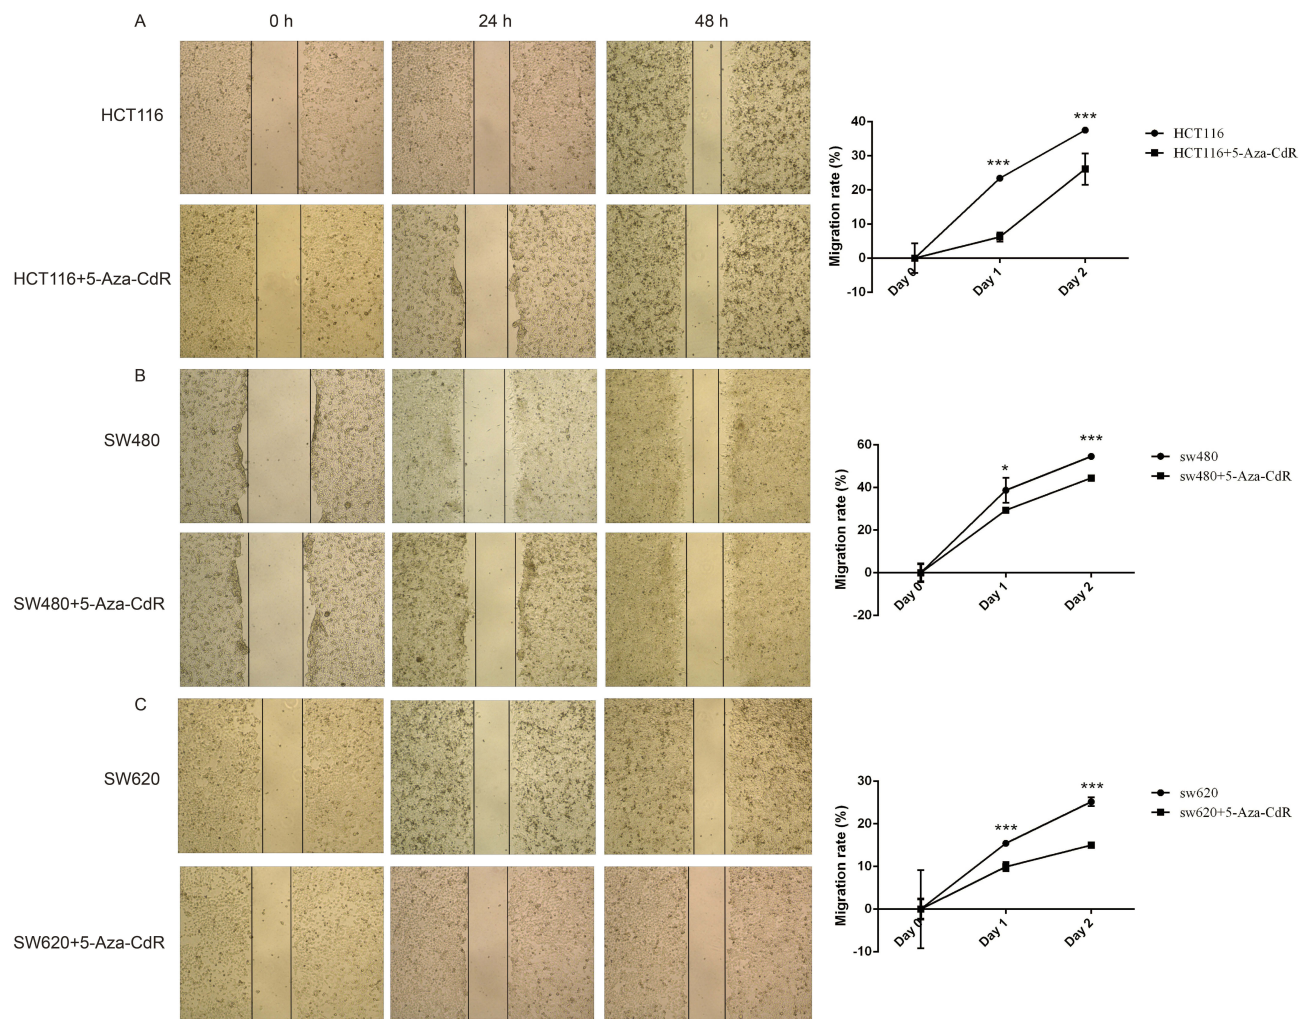 A
0 h
24 h
48 h
HCT116
HCT116+5-Aza-CdR
Migration rate (%)
40
30
20
10
0
-10
***
***
Day 0
Day 1
Day 2
HCT116
HCT116+5-Aza-CdR
B
SW480
SW480+5-Aza-CdR
Migration rate (%)
60
40
20
0
-20
*
***
Day 0
Day 1
Day 2
sw480
sw480+5-Aza-CdR
C
SW620
SW620+5-Aza-CdR
Migration rate (%)
30
20
10
0
-10
***
***
Day 0
Day 1
Day 2
sw620
sw620+5-Aza-CdR